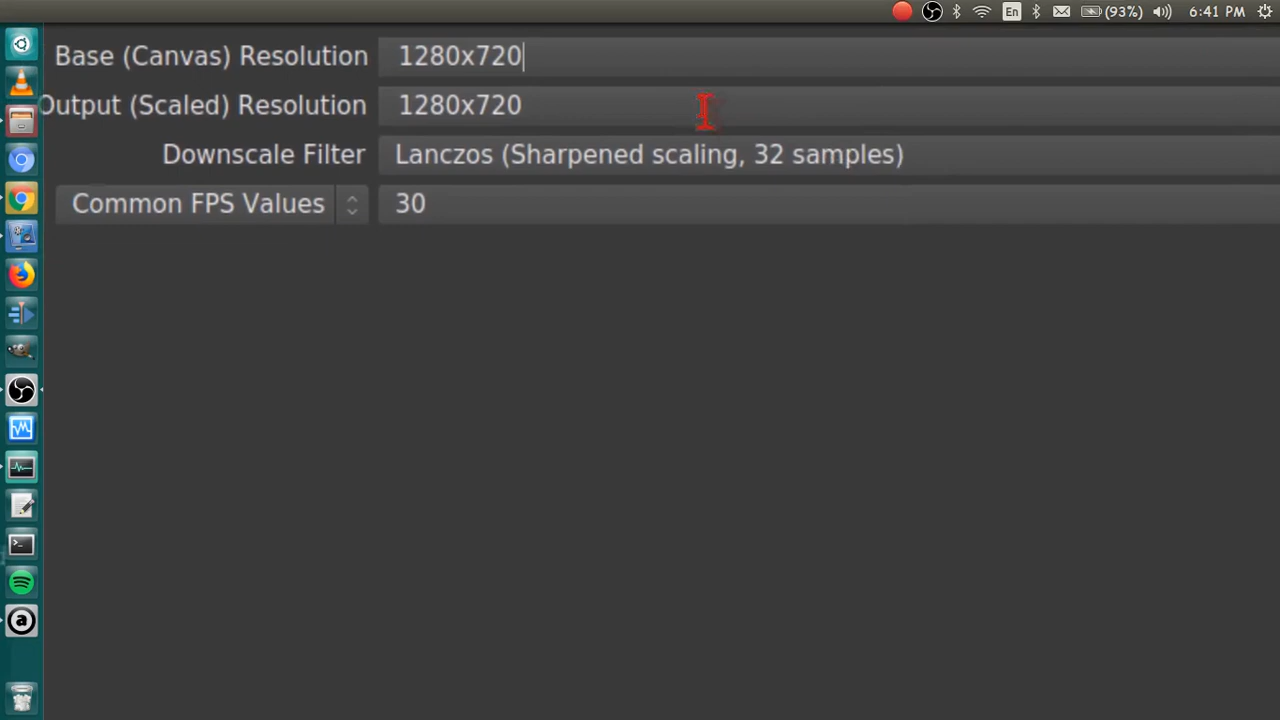 En (93%) 6:41 PM
Base (Canvas) Resolution 1280x720
Output (Scaled) Resolution 1280x720
Downscale Filter Lanczos (Sharpened scaling, 32 samples)
Common FPS Values 30